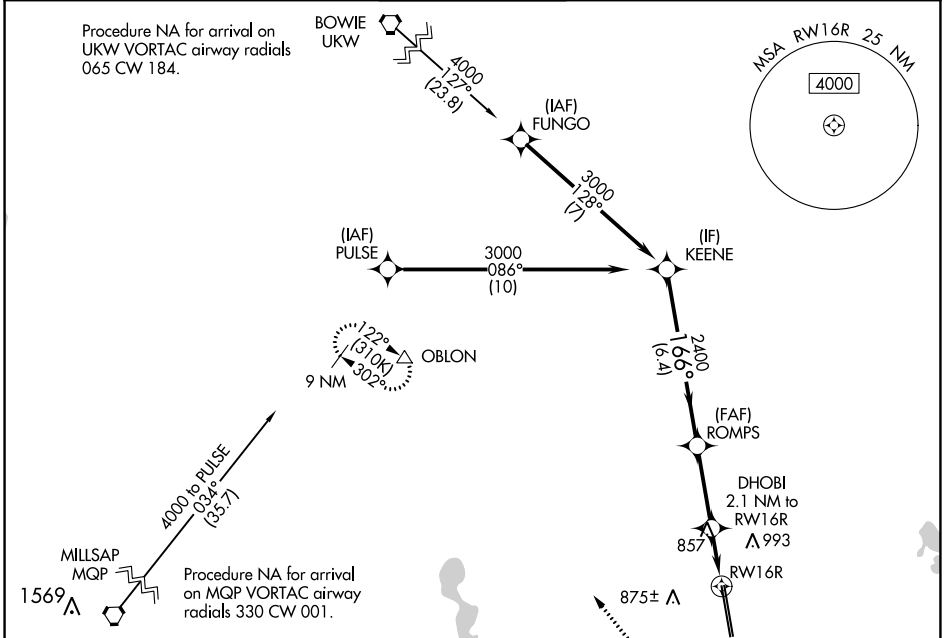 Procedure NA for arrival on
UKW VORTAC airway radials
065 CW 184.
BOWIE
UKW
4000
127°
(23.8)
(IAF)
FUNGO
MSA RW16R 25 NM
4000
3000
128°
(7)
(IAF)
PULSE
3000
086°
(10)
(IF)
KEENE
122°
(310K)
302°
OBLON
9 NM
2400
166°
(6.4)
(FAF)
ROMPS
4000 to PULSE
034°
(35.7)
DHOBI
2.1 NM to
RW16R
857
993
MILLSAP
MQP
1569
Procedure NA for arrival
on MQP VORTAC airway
radials 330 CW 001.
RW16R
875±